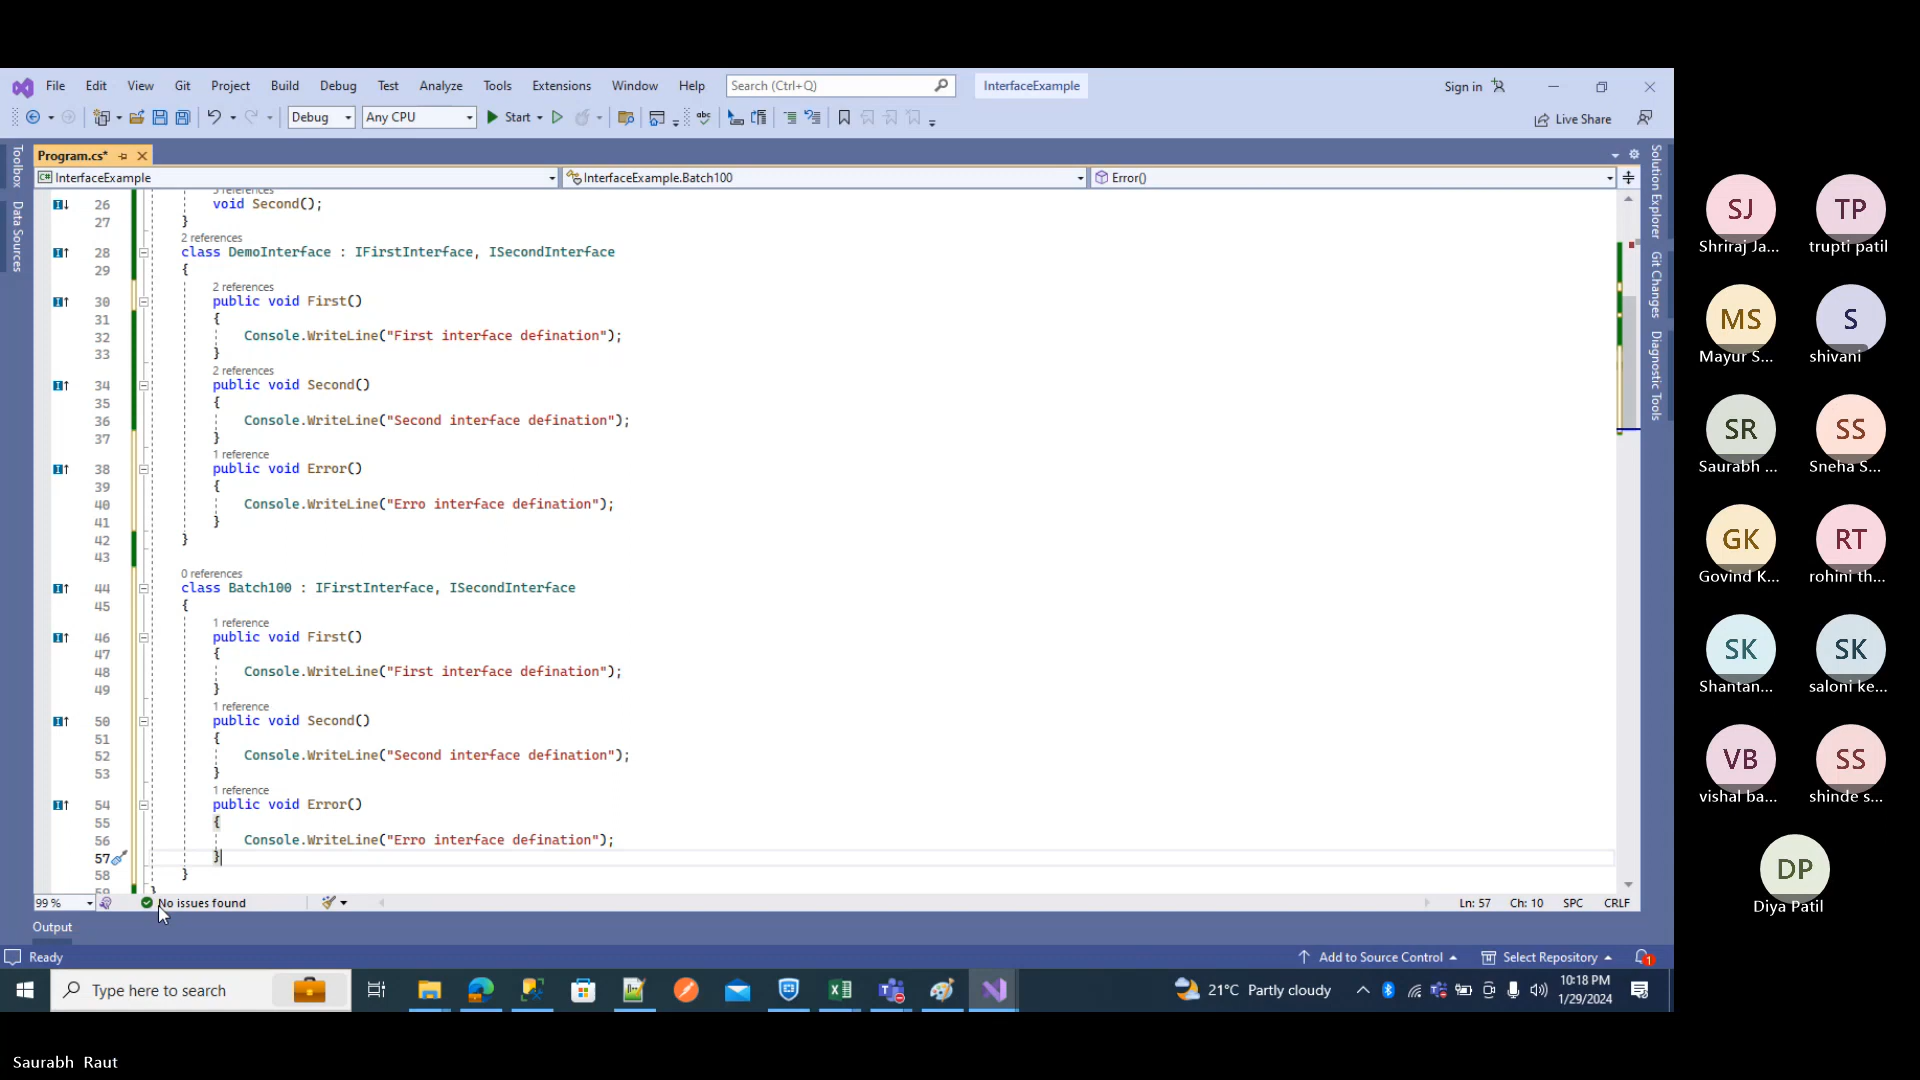 File Edit View Git Project Build Debug Test Analyze Tools Extensions Window Help Search (Ctrl+Q) InterfaceExample Sign in
Debug Any CPU Start Live Share
Program.cs*
InterfaceExample InterfaceExample.Batch100 Error()
Toolbox
Data Sources
Solution Explorer
Git Changes
Diagnostic Tools
26 void Second();
27 }
2 references
28 class DemoInterface : IFirstInterface, ISecondInterface
29 {
2 references
30 public void First()
31 {
32 Console.WriteLine("First interface defination");
33 }
2 references
34 public void Second()
35 {
36 Console.WriteLine("Second interface defination");
37 }
1 reference
38 public void Error()
39 {
40 Console.WriteLine("Erro interface defination");
41 }
42 }
43
0 references
44 class Batch100 : IFirstInterface, ISecondInterface
45 {
1 reference
46 public void First()
47 {
48 Console.WriteLine("First interface defination");
49 }
1 reference
50 public void Second()
51 {
52 Console.WriteLine("Second interface defination");
53 }
1 reference
54 public void Error()
55 {
56 Console.WriteLine("Erro interface defination");
57 }
58 }
59 }
99 % No issues found Ln: 57 Ch: 10 SPC CRLF
Output
Ready Add to Source Control Select Repository 1
Type here to search 21°C Partly cloudy 10:18 PM
1/29/2024
SJ TP
Shriraj Ja... trupti patil
MS S
Mayur S... shivani
SR SS
Saurabh ... Sneha S...
GK RT
Govind K... rohini th...
SK SK
Shantan... saloni ke...
VB SS
vishal ba... shinde s...
DP
Diya Patil
Saurabh Raut